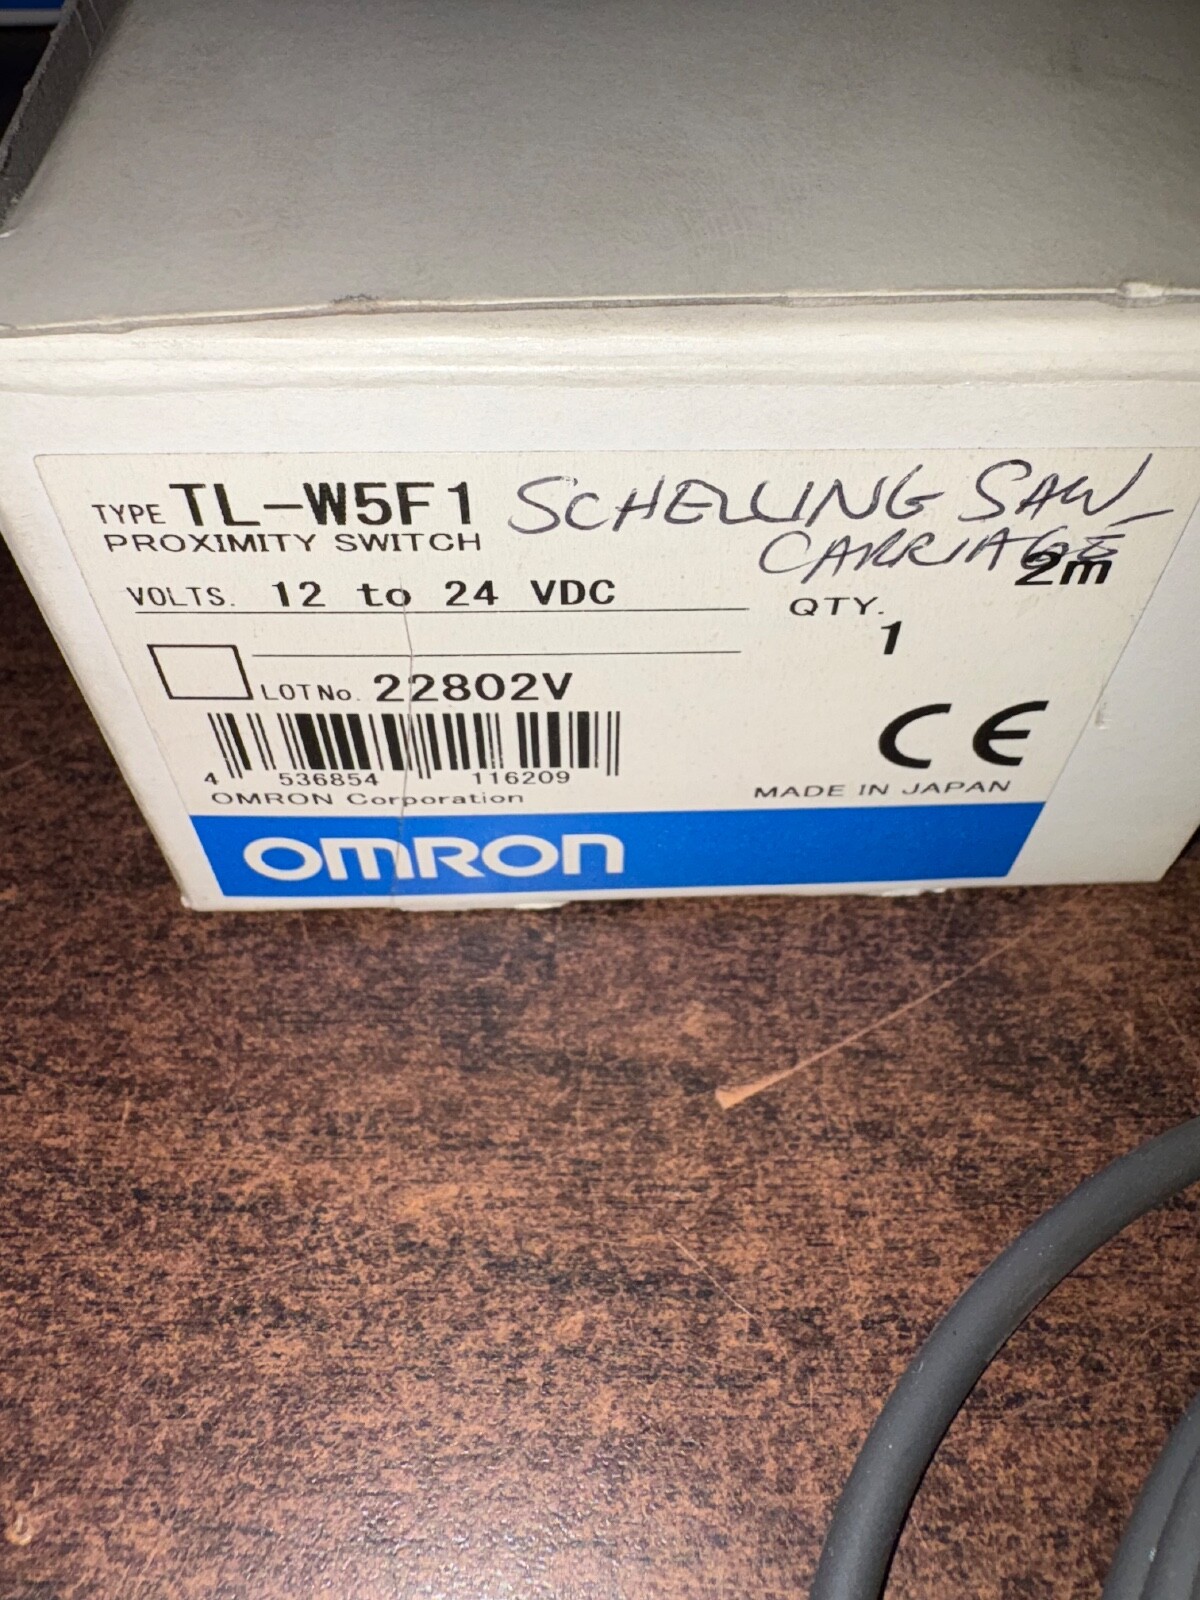 TYPE TL-W5F1 SCHELLING SAW
PROXIMITY SWITCH CARRIAGE
2m
VOLTS. 12 to 24 VDC
QTY.
1
LOT No. 22802V
4 536854 116209
OMRON Corporation
CE
MADE IN JAPAN
OMRON